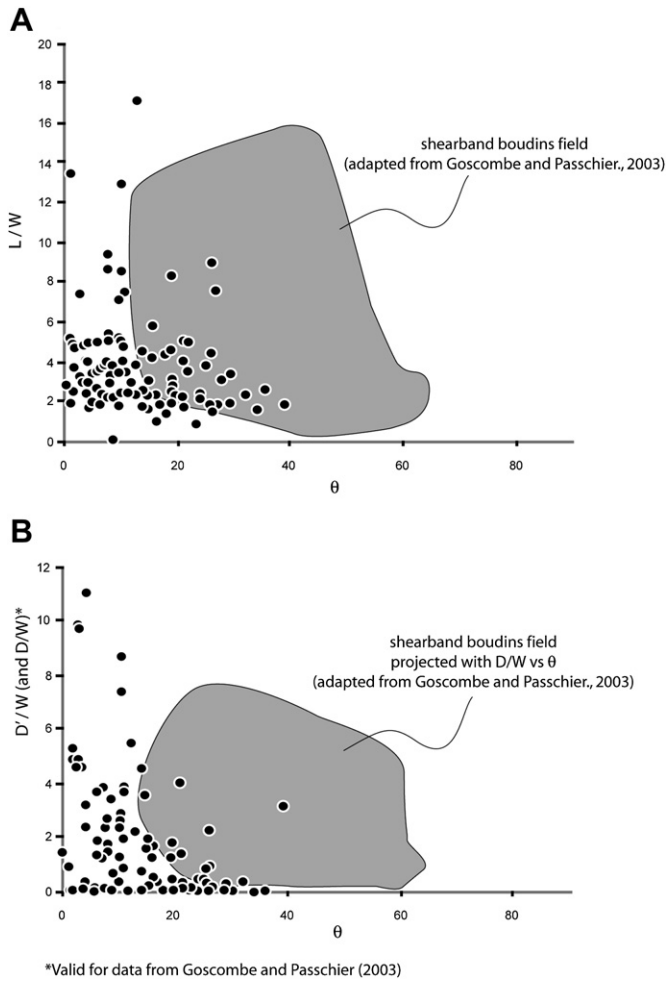 A
20
18
16
14
12
10
8
6
4
2
0
L / W
0 20 40 60 80
θ
shearband boudins field
(adapted from Goscombe and Passchier., 2003)
B
12
10
8
6
4
2
0
D'/ W (and D/W)*
0 20 40 60 80
θ
shearband boudins field
projected with D/W vs θ
(adapted from Goscombe and Passchier., 2003)
*Valid for data from Goscombe and Passchier (2003)